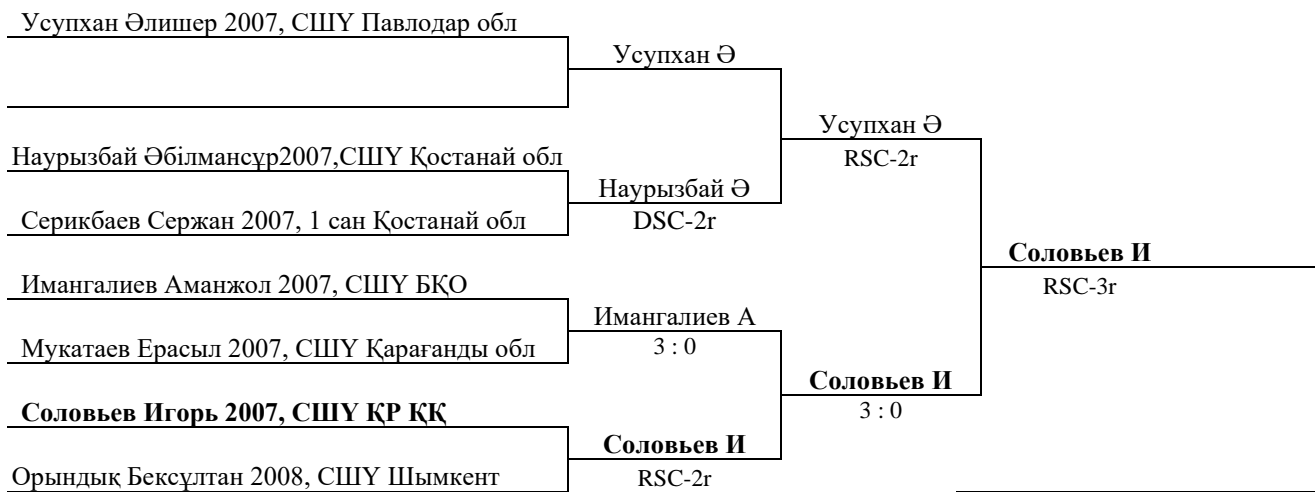 Усупхан Әлишер 2007, СШҮ Павлодар обл
Усупхан Ә
Усупхан Ә
RSC-2r
Наурызбай Әбілмансұр2007,СШҮ Қостанай обл
Наурызбай Ә
DSC-2r
Серикбаев Сержан 2007, 1 сан Қостанай обл
Соловьев И
RSC-3r
Имангалиев Аманжол 2007, СШҮ БҚО
Имангалиев А
3 : 0
Мукатаев Ерасыл 2007, СШҮ Қарағанды обл
Соловьев И
3 : 0
Соловьев Игорь 2007, СШҮ ҚР ҚҚ
Соловьев И
RSC-2r
Орындық Бексұлтан 2008, СШҮ Шымкент